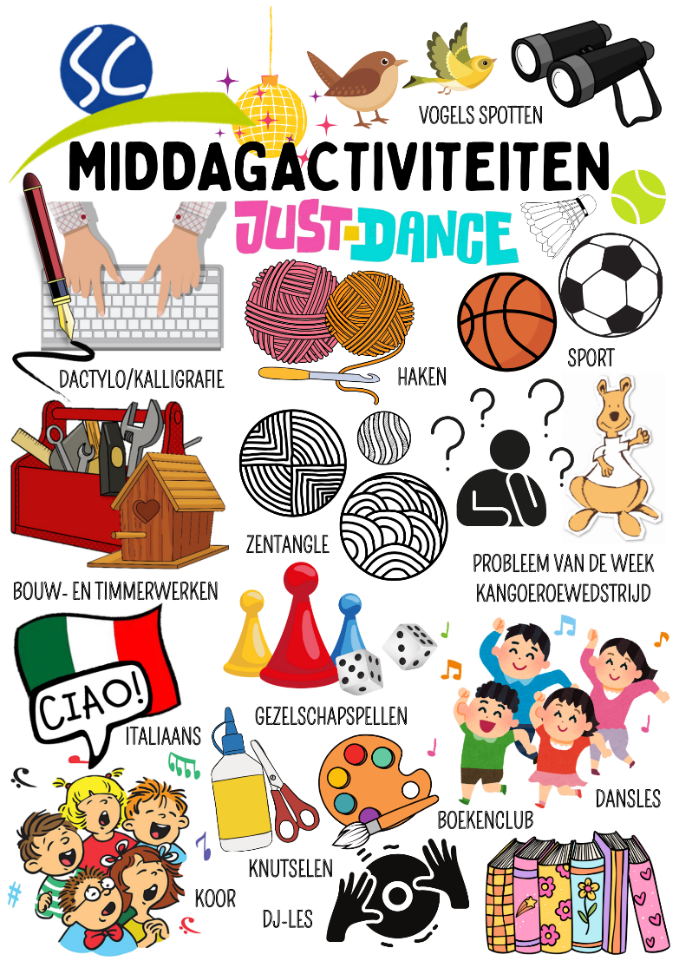 SC
VOGELS SPOTTEN
MIDDAGACTIVITEITEN
JUST DANCE
SPORT
DACTYLO/KALLIGRAFIE
HAKEN
ZENTANGLE
PROBLEEM VAN DE WEEK
KANGOEROEWEDSTRIJD
BOUW- EN TIMMERWERKEN
CIAO!
ITALIAANS
GEZELSCHAPSPELLEN
DANSLES
BOEKENCLUB
KNUTSELEN
KOOR
DJ-LES